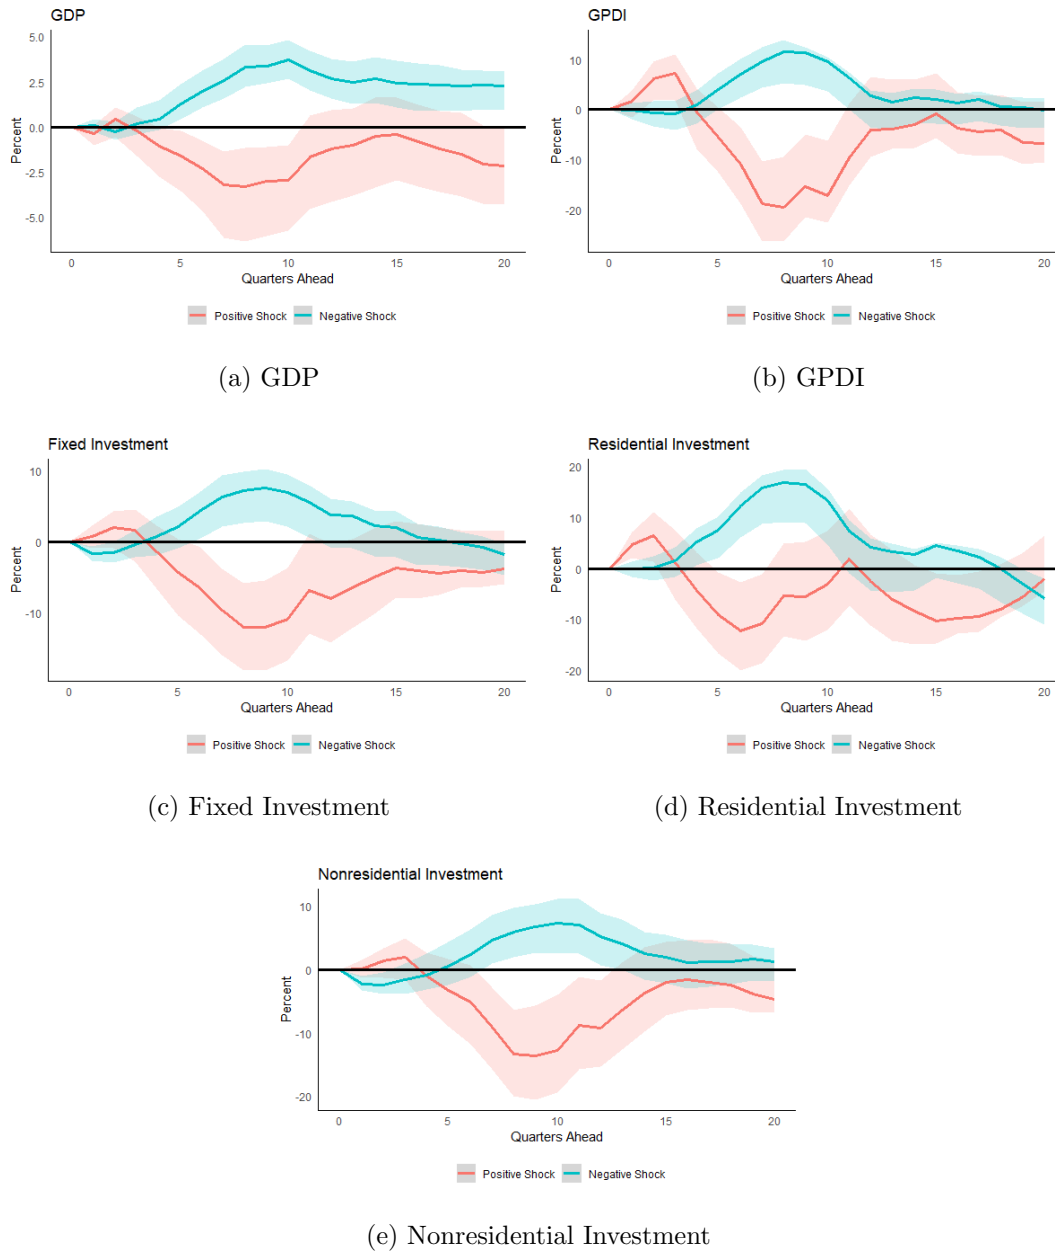 GDP
5.0
2.5
0.0
-2.5
-5.0
Percent
0 5 10 15 20
Quarters Ahead
Positive Shock Negative Shock
(a) GDP
GPDI
10
0
-10
-20
Percent
0 5 10 15 20
Quarters Ahead
Positive Shock Negative Shock
(b) GPDI
Fixed Investment
10
0
-10
Percent
0 5 10 15 20
Quarters Ahead
Positive Shock Negative Shock
(c) Fixed Investment
Residential Investment
20
10
0
-10
-20
Percent
0 5 10 15 20
Quarters Ahead
Positive Shock Negative Shock
(d) Residential Investment
Nonresidential Investment
10
0
-10
-20
Percent
0 5 10 15 20
Quarters Ahead
Positive Shock Negative Shock
(e) Nonresidential Investment